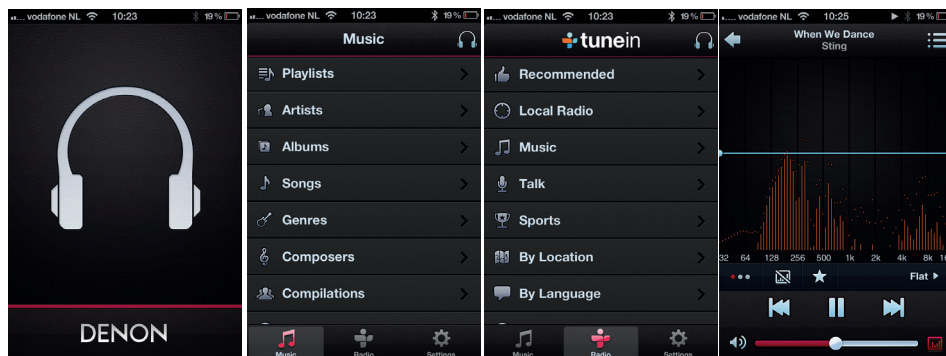 vodafone NL 10:23 19%
DENON
vodafone NL 10:23 19%
Music
Playlists
Artists
Albums
Songs
Genres
Composers
Compilations
Music Radio Settings
vodafone NL 10:23 19%
tunein
Recommended
Local Radio
Music
Talk
Sports
By Location
By Language
Music Radio Settings
vodafone NL 10:25 19%
When We Dance
Sting
32 64 128 256 500 1k 2k 4k 8k 16
Flat